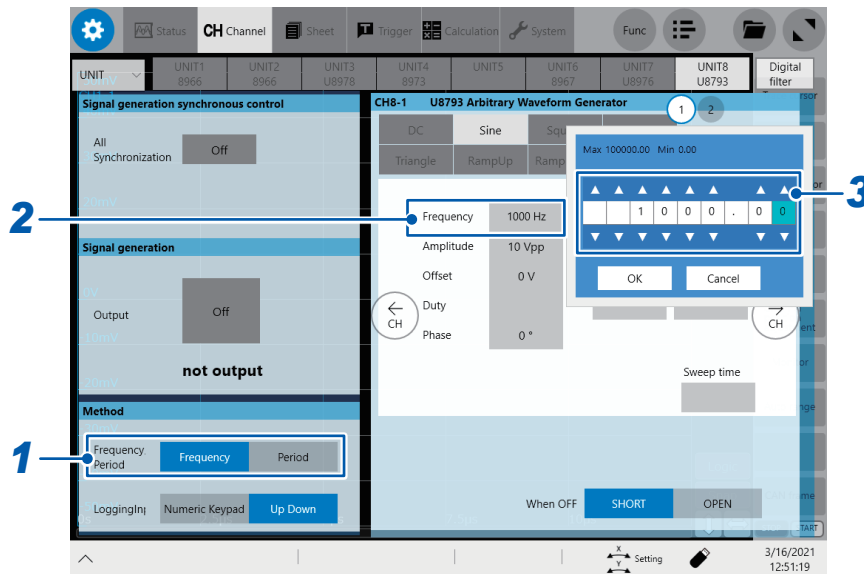 Status CH Channel Sheet Trigger Calculation System Func
UNIT UNIT1 8966 UNIT2 8966 UNIT3 U8978 UNIT4 8973 UNIT5 UNIT6 8967 UNIT7 U8976 UNIT8 U8793 Digital filter
Signal generation synchronous control
All Synchronization Off
Signal generation
0V
Output Off
not output
Method
Frequency Period Frequency Period
1
Numeric Keypad Up Down
CH8-1 U8793 Arbitrary Waveform Generator 1 2
DC Sine
Triangle RampUp
2
Frequency 1000 Hz
Amplitude 10 Vpp
Offset 0 V
Duty
Phase 0 °
← CH
→ CH
Max 100000.00 Min 0.00
1 0 0 0 . 0 0
3
OK Cancel
Sweep time
When OFF SHORT OPEN
START
X Y Setting
3/16/2021
12:51:19